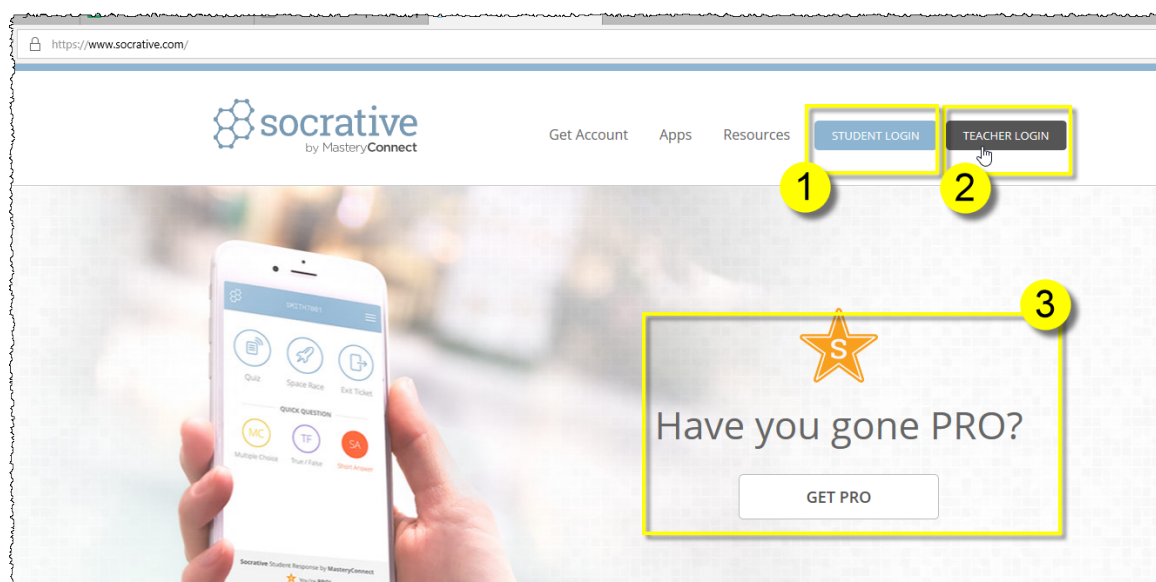 https://www.socrative.com/
socrative
by MasteryConnect
Get Account Apps Resources STUDENT LOGIN TEACHER LOGIN
1 2
3
S
Have you gone PRO?
GET PRO
SMITH7001
Quiz Space Race Exit Ticket
QUICK QUESTION
MC TF SA
Multiple Choice True / False Short Answer
Socrative Student Response by MasteryConnect